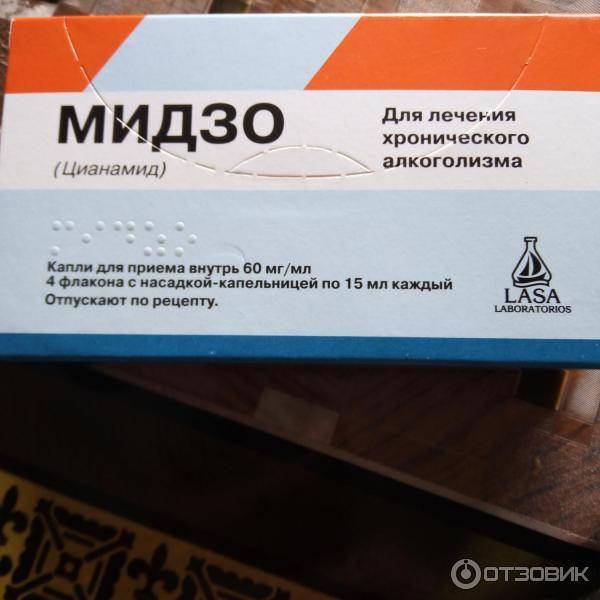 МИДЗО
(Цианамид)
Для лечения
хронического
алкоголизма
Капли для приема внутрь 60 мг/мл
4 флакона с насадкой-капельницей по 15 мл каждый
Отпускают по рецепту.
LASA
LABORATORIOS
ОТЗОВИК